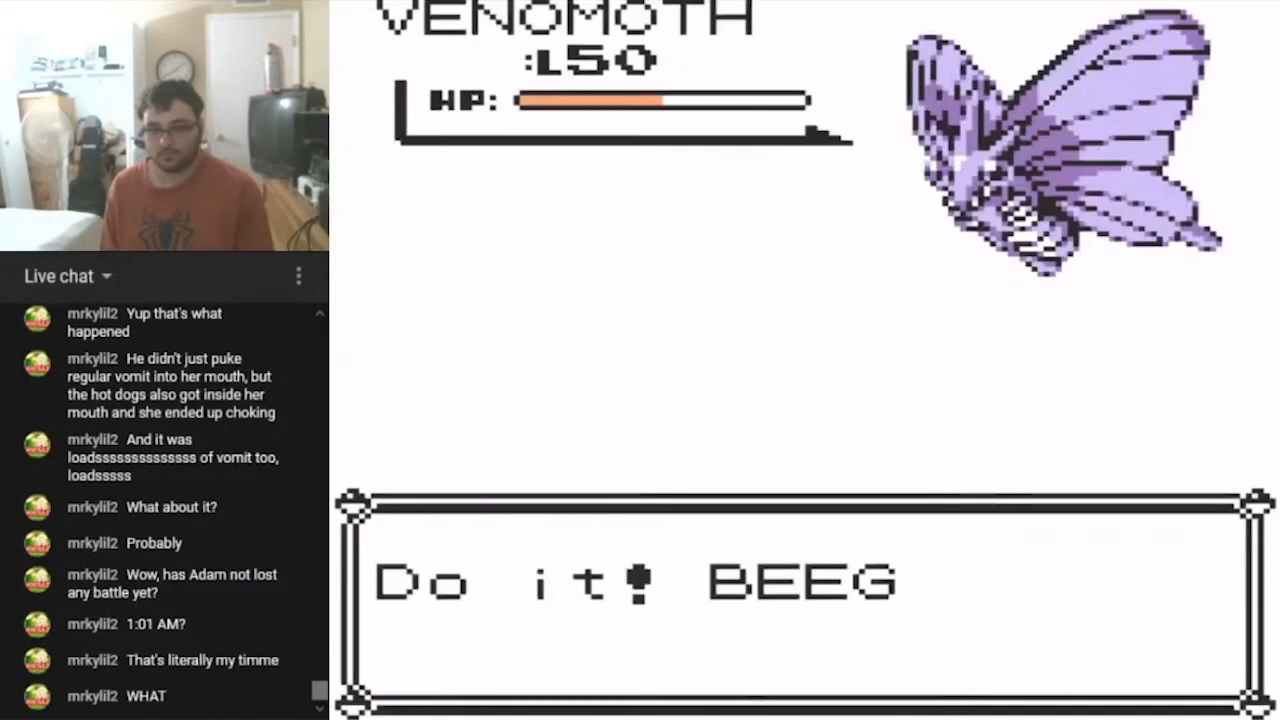 VENOMOTH
:L50
HP:
Live chat
mrkylil2 Yup that's what
happened
mrkylil2 He didn't just puke
regular vomit into her mouth, but
the hot dogs also got inside her
mouth and she ended up choking
mrkylil2 And it was
loadsssssssssssss of vomit too,
loadsssss
mrkylil2 What about it?
mrkylil2 Probably
mrkylil2 Wow, has Adam not lost
any battle yet?
mrkylil2 1:01 AM?
mrkylil2 That's literally my timme
mrkylil2 WHAT
Do it! BEEG